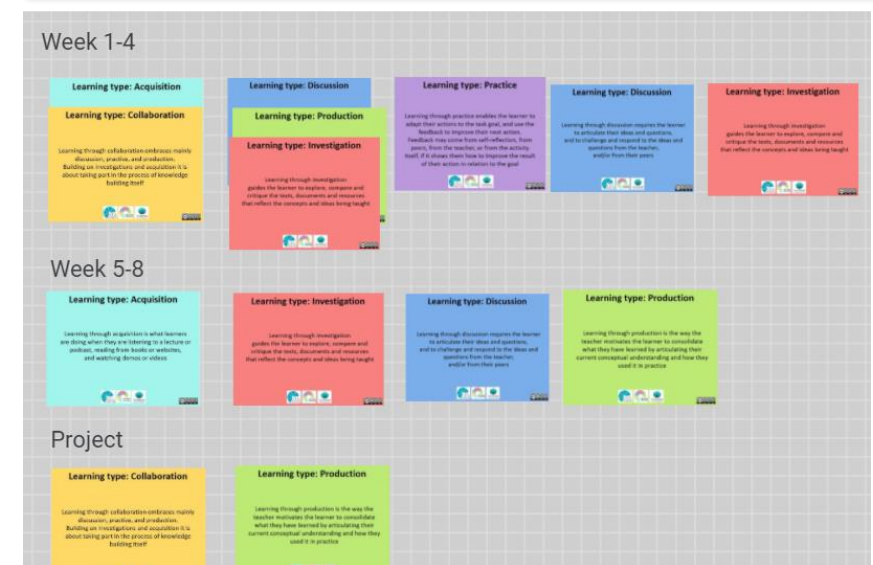 Week 1-4
Learning type: Acquisition
Learning type: Collaboration
Learning through collaboration embraces mainly
discussion, practice, and production.
Building on investigations and acquisition it is
about taking part in the process of knowledge
building itself
Learning type: Discussion
Learning type: Production
Learning type: Investigation
Learning through investigation
guides the learner to explore, compare and
critique the texts, documents and resources
that reflect the concepts and ideas being taught
Learning type: Practice
Learning through practice enables the learner to
adapt their actions to the task goal, and use the
feedback to improve their next action.
Feedback may come from self-reflection, from
peers, from the teacher, or from the activity
itself, if it shows them how to improve the result
of their action in relation to the goal
Learning type: Discussion
Learning through discussion requires the learner
to articulate their ideas and questions,
and to challenge and respond to the ideas and
questions from the teacher,
and/or from their peers
Learning type: Investigation
Learning through investigation
guides the learner to explore, compare and
critique the texts, documents and resources
that reflect the concepts and ideas being taught
Week 5-8
Learning type: Acquisition
Learning through acquisition is what learners
are doing when they are listening to a lecture or
podcast, reading from books or websites,
and watching demos or videos
Learning type: Investigation
Learning through investigation
guides the learner to explore, compare and
critique the texts, documents and resources
that reflect the concepts and ideas being taught
Learning type: Discussion
Learning through discussion requires the learner
to articulate their ideas and questions,
and to challenge and respond to the ideas and
questions from the teacher,
and/or from their peers
Learning type: Production
Learning through production is the way the
teacher motivates the learner to consolidate
what they have learned by articulating their
current conceptual understanding and how they
used it in practice
Project
Learning type: Collaboration
Learning through collaboration embraces mainly
discussion, practice, and production.
Building on investigations and acquisition it is
about taking part in the process of knowledge
building itself
Learning type: Production
Learning through production is the way the
teacher motivates the learner to consolidate
what they have learned by articulating their
current conceptual understanding and how they
used it in practice